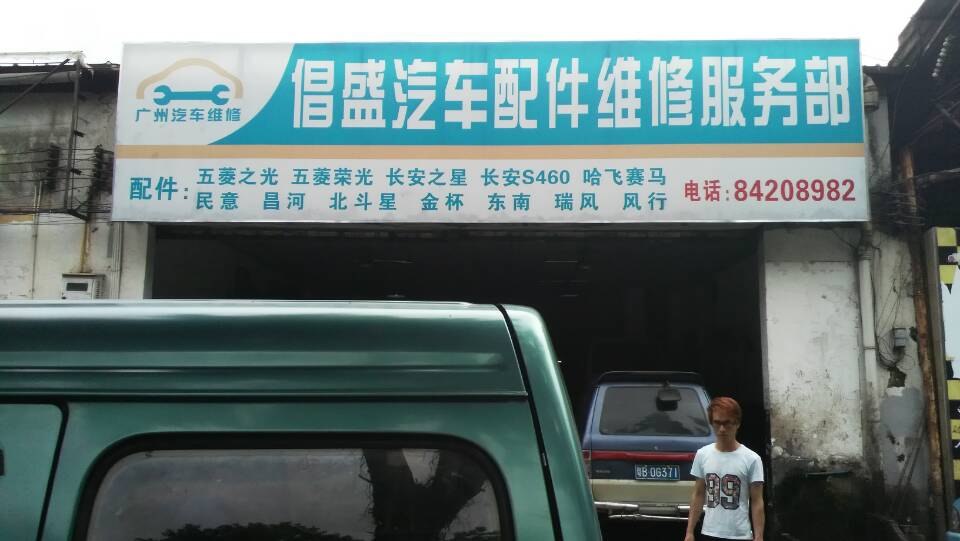 倡盛汽车配件维修服务部
广州汽车维修
配件:
五菱之光 五菱荣光 长安之星 长安S460 哈飞赛马
民意 昌河 北斗星 金杯 东南 瑞风 风行
电话:84208982
粤B·0G371
99